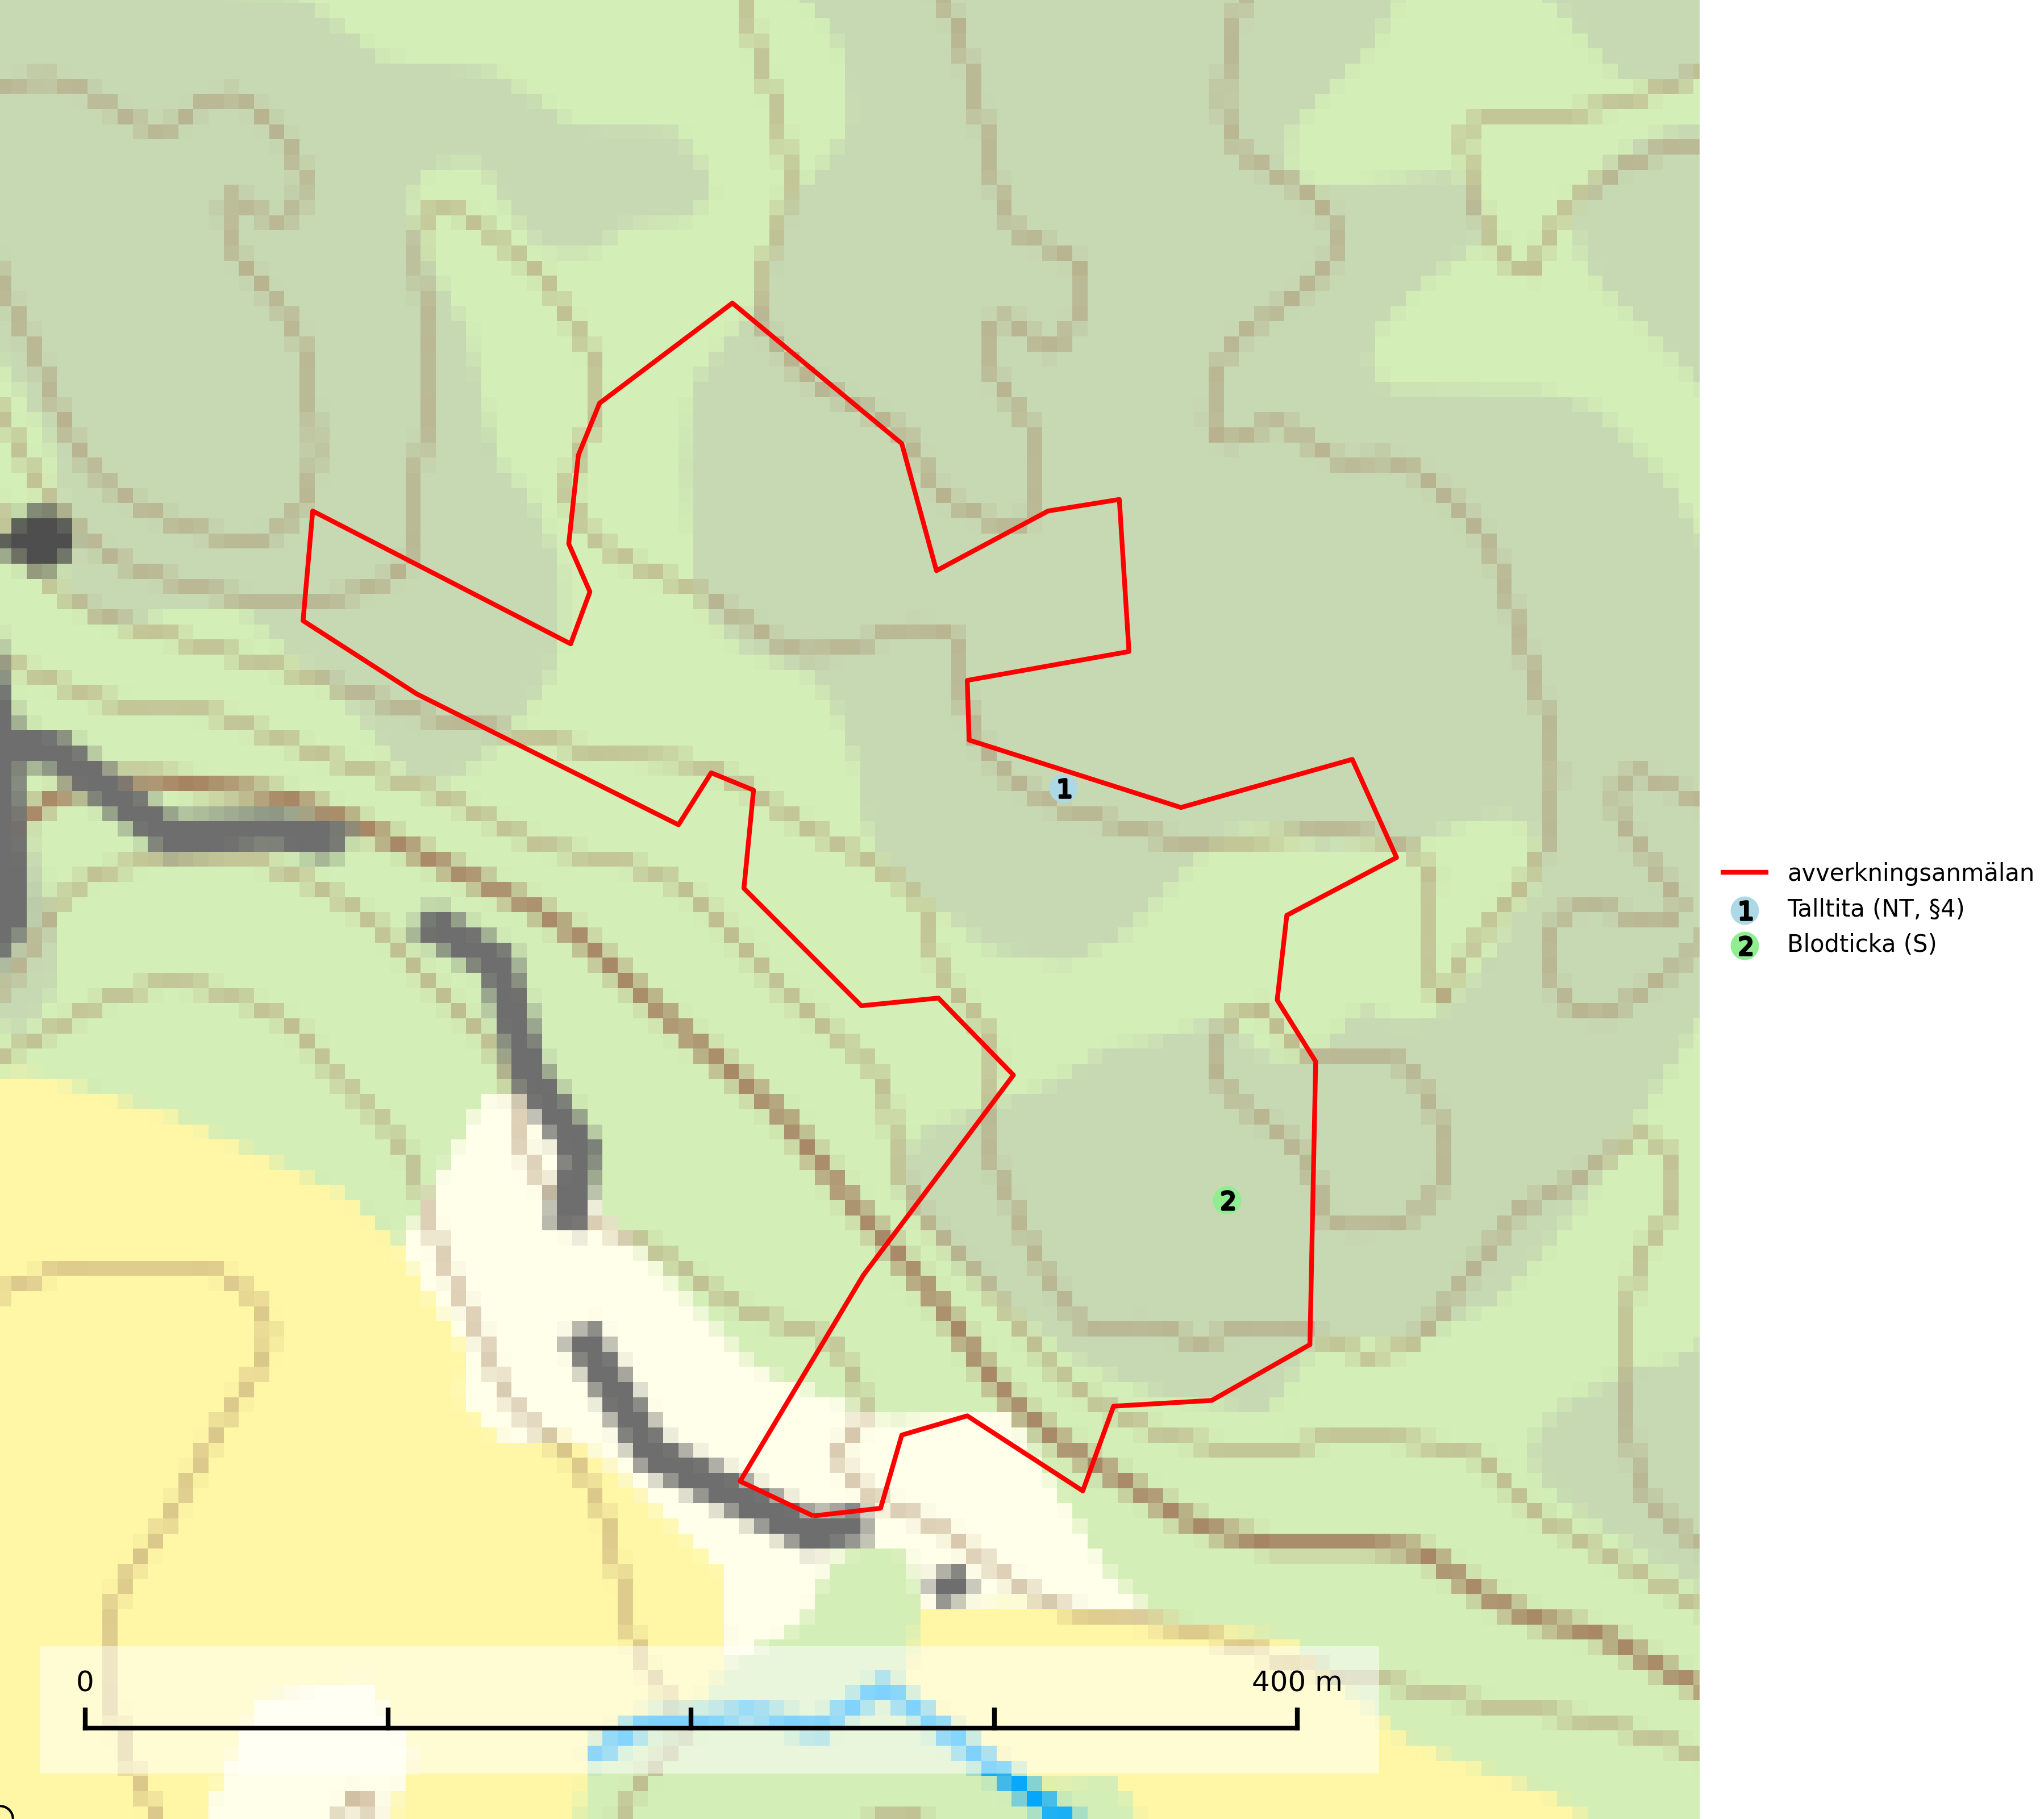 1
2
0
400 m
avverkningsanmälan
1 Talltita (NT, §4)
2 Blodticka (S)